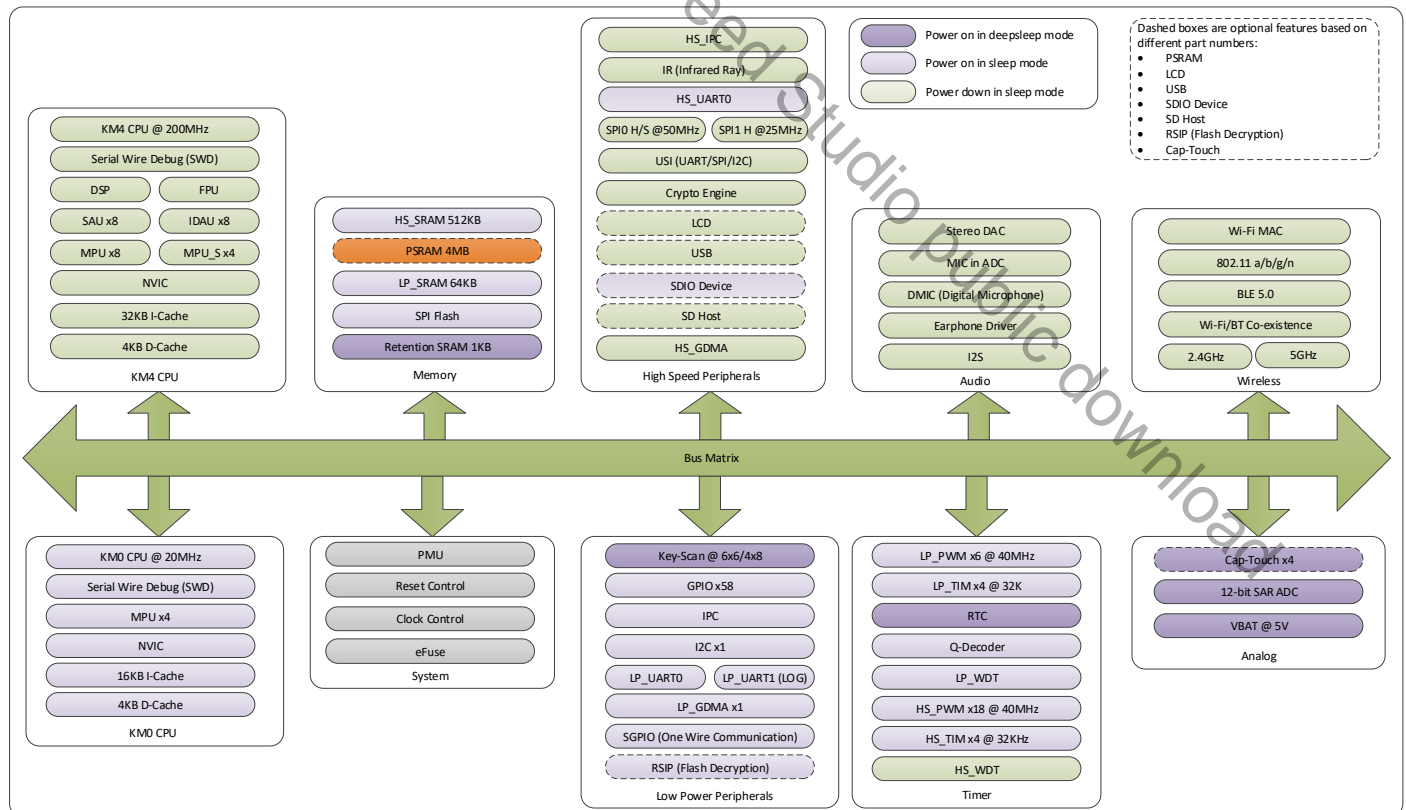 HS_IPC
IR (Infrared Ray)
HS_UART0
SPI0 H/S @50MHz
SPI1 H @25MHz
USI (UART/SPI/I2C)
Crypto Engine
LCD
USB
SDIO Device
SD Host
HS_GDMA
High Speed Peripherals
Power on in deepsleep mode
Power on in sleep mode
Power down in sleep mode
Dashed boxes are optional features based on
different part numbers:
• PSRAM
• LCD
• USB
• SDIO Device
• SD Host
• RSIP (Flash Decryption)
• Cap-Touch
KM4 CPU @ 200MHz
Serial Wire Debug (SWD)
DSP
FPU
SAU x8
IDAU x8
MPU x8
MPU_S x4
NVIC
32KB I-Cache
4KB D-Cache
KM4 CPU
HS_SRAM 512KB
PSRAM 4MB
LP_SRAM 64KB
SPI Flash
Retention SRAM 1KB
Memory
Stereo DAC
MIC in ADC
DMIC (Digital Microphone)
Earphone Driver
I2S
Audio
Wi-Fi MAC
802.11 a/b/g/n
BLE 5.0
Wi-Fi/BT Co-existence
2.4GHz
5GHz
Wireless
Bus Matrix
KM0 CPU @ 20MHz
Serial Wire Debug (SWD)
MPU x4
NVIC
16KB I-Cache
4KB D-Cache
KM0 CPU
PMU
Reset Control
Clock Control
eFuse
System
Key-Scan @ 6x6/4x8
GPIO x58
IPC
I2C x1
LP_UART0
LP_UART1 (LOG)
LP_GDMA x1
SGPIO (One Wire Communication)
RSIP (Flash Decryption)
Low Power Peripherals
LP_PWM x6 @ 40MHz
LP_TIM x4 @ 32K
RTC
Q-Decoder
LP_WDT
HS_PWM x18 @ 40MHz
HS_TIM x4 @ 32KHz
HS_WDT
Timer
Cap-Touch x4
12-bit SAR ADC
VBAT @ 5V
Analog
eed Studio public download